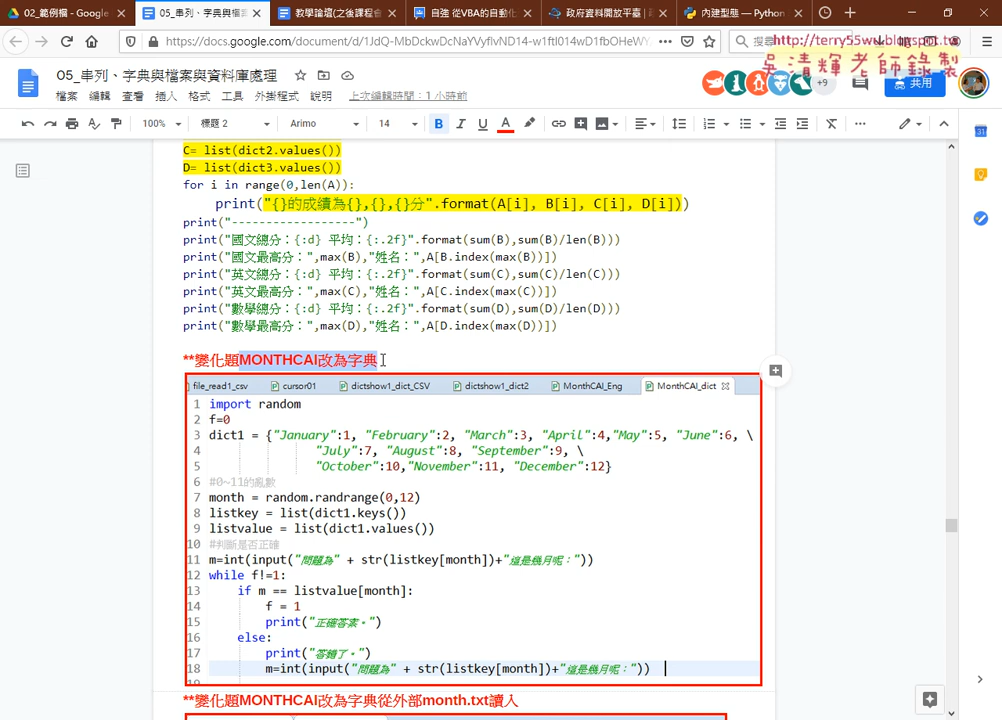 02_範例檔 - Google
05_串列、字典與檔案
教學論壇(之後課程會
自強 從VBA的自動化
政府資料開放平臺 |
內建型態 — Python
https://docs.google.com/document/d/1JdQ-MbDckwDcNaYVyfivND14-w1ftl014wD1fbOHeWY
http://terry55wu.blogspot.tw
吳清輝老師錄製
05_串列、字典與檔案與資料庫處理
檔案 編輯 查看 插入 格式 工具 外掛程式 說明 上次編輯時間：1 小時前
+9
共用
100% 標題 2 Arimo 14 B I U A
C= list(dict2.values())
D= list(dict3.values())
for i in range(0,len(A)):
print("{}的成績為{},{},{}分".format(A[i], B[i], C[i], D[i]))
print("------------------")
print("國文總分：{:d} 平均：{:.2f}".format(sum(B),sum(B)/len(B)))
print("國文最高分：",max(B),"姓名：",A[B.index(max(B))])
print("英文總分：{:d} 平均：{:.2f}".format(sum(C),sum(C)/len(C)))
print("英文最高分：",max(C),"姓名：",A[C.index(max(C))])
print("數學總分：{:d} 平均：{:.2f}".format(sum(D),sum(D)/len(D)))
print("數學最高分：",max(D),"姓名：",A[D.index(max(D))])
**變化題MONTHCAI改為字典
file_read1_csv cursor01 dictshow1_dict_CSV dictshow1_dict2 MonthCAI_Eng MonthCAI_dict
1 import random
2 f=0
3 dict1 = {"January":1, "February":2, "March":3, "April":4,"May":5, "June":6, \
4 "July":7, "August":8, "September":9, \
5 "October":10,"November":11, "December":12}
6 #0~11的亂數
7 month = random.randrange(0,12)
8 listkey = list(dict1.keys())
9 listvalue = list(dict1.values())
10 #判斷是否正確
11 m=int(input("問題為" + str(listkey[month])+"這是幾月呢："))
12 while f!=1:
13 if m == listvalue[month]:
14 f = 1
15 print("正確答案。")
16 else:
17 print("答錯了。")
18 m=int(input("問題為" + str(listkey[month])+"這是幾月呢："))
**變化題MONTHCAI改為字典從外部month.txt讀入